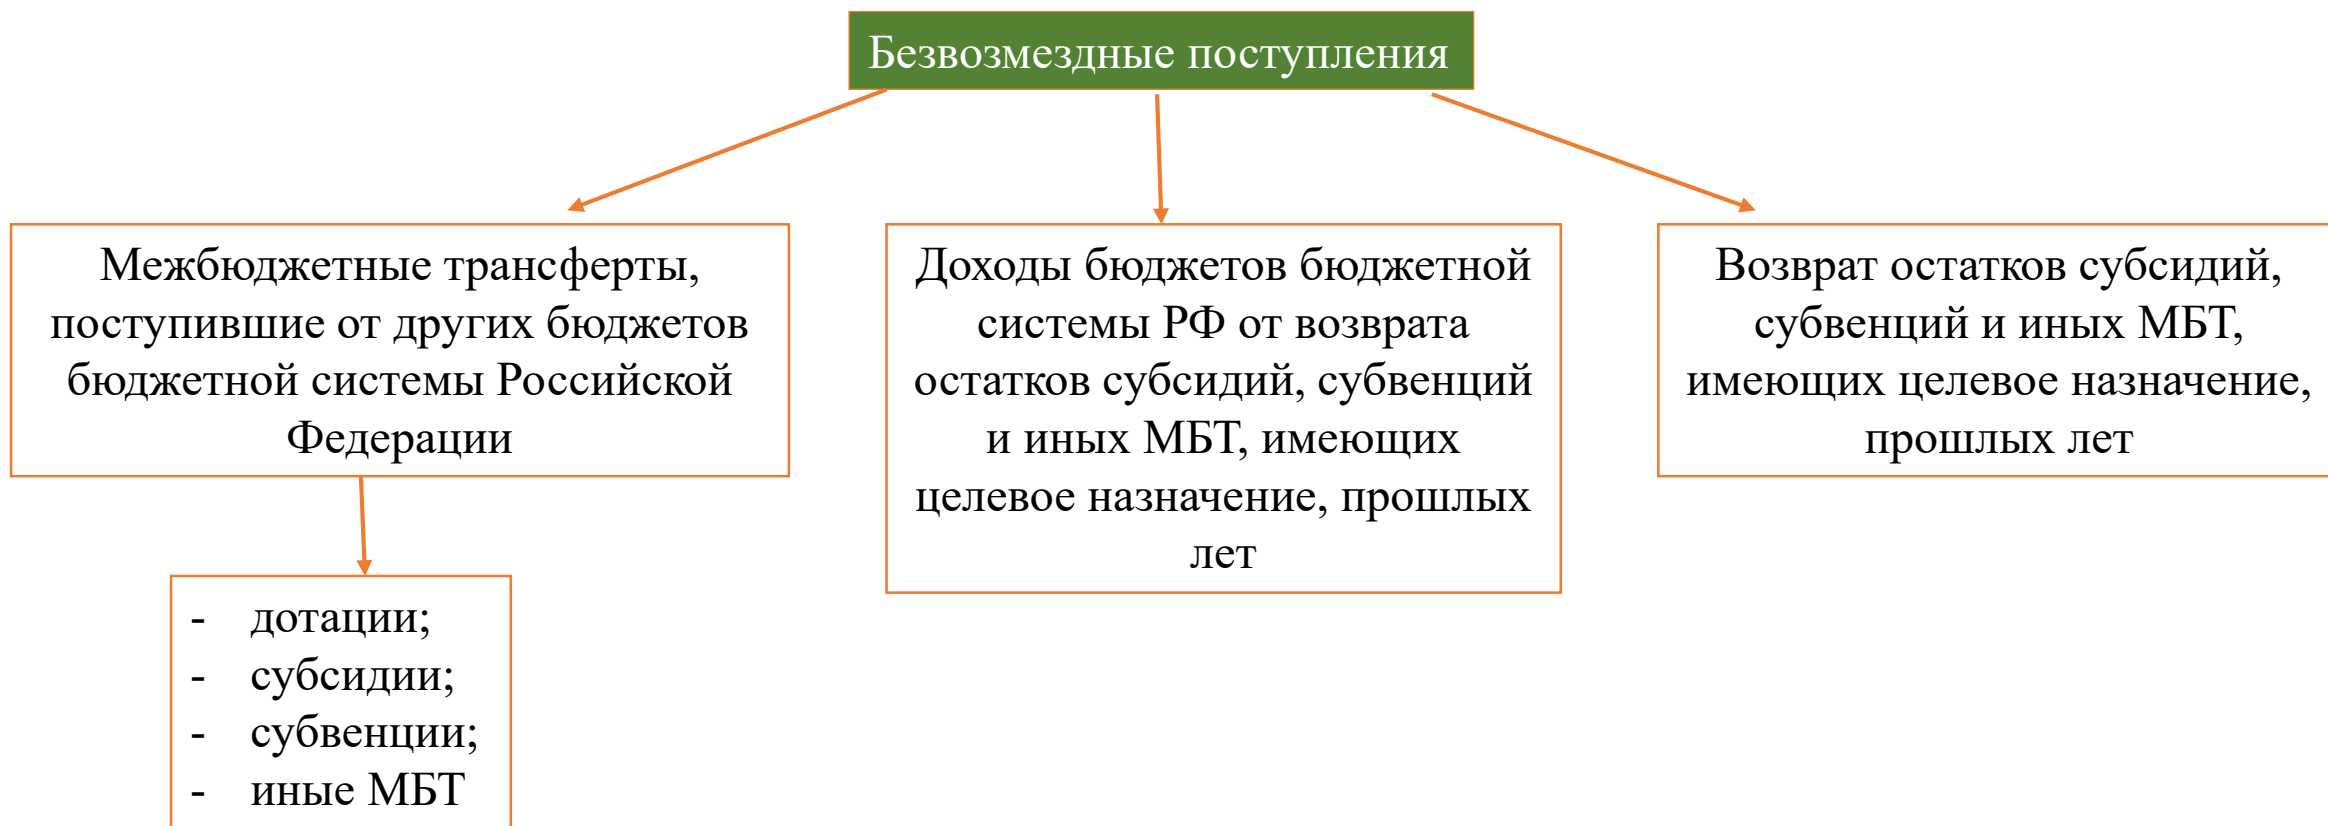 Безвозмездные поступления
Межбюджетные трансферты,
поступившие от других бюджетов
бюджетной системы Российской
Федерации
Доходы бюджетов бюджетной
системы РФ от возврата
остатков субсидий, субвенций
и иных МБТ, имеющих
целевое назначение, прошлых
лет
Возврат остатков субсидий,
субвенций и иных МБТ,
имеющих целевое назначение,
прошлых лет
- дотации;
- субсидии;
- субвенции;
- иные МБТ